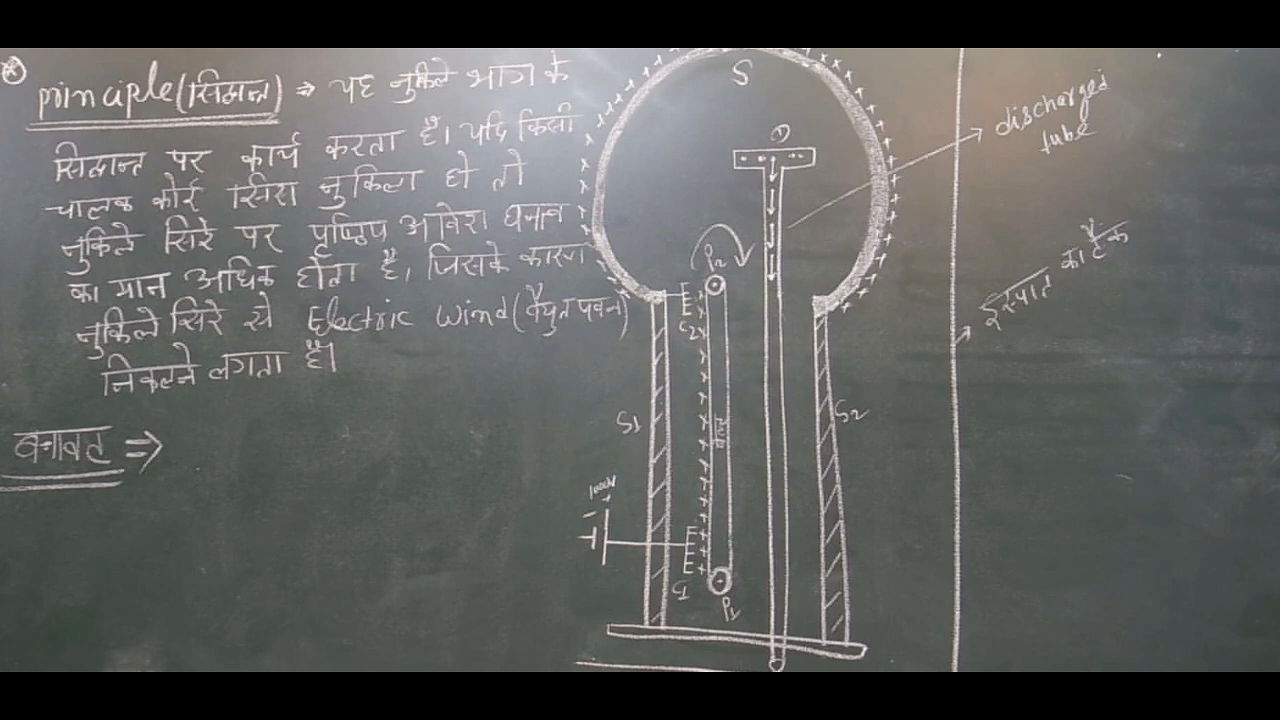 principle(सिद्धान्त) ⇒ यह नुकिले भाग के
सिद्धान्त पर कार्य करता है। यदि किसी
चालक कोई सिरा नुकिला हो तो
नुकिले सिरे पर पृष्ठिय आवेश घनत्व
का मान अधिक होता है, जिसके कारण
नुकिले सिरे से Electric wind(वैधुत पवन)
निकलने लगता है।
बनावट ⇒
S
D
discharged
tube
P2
C2
इस्पात का टैंक
S1
S2
बेल्ट
C1
P1